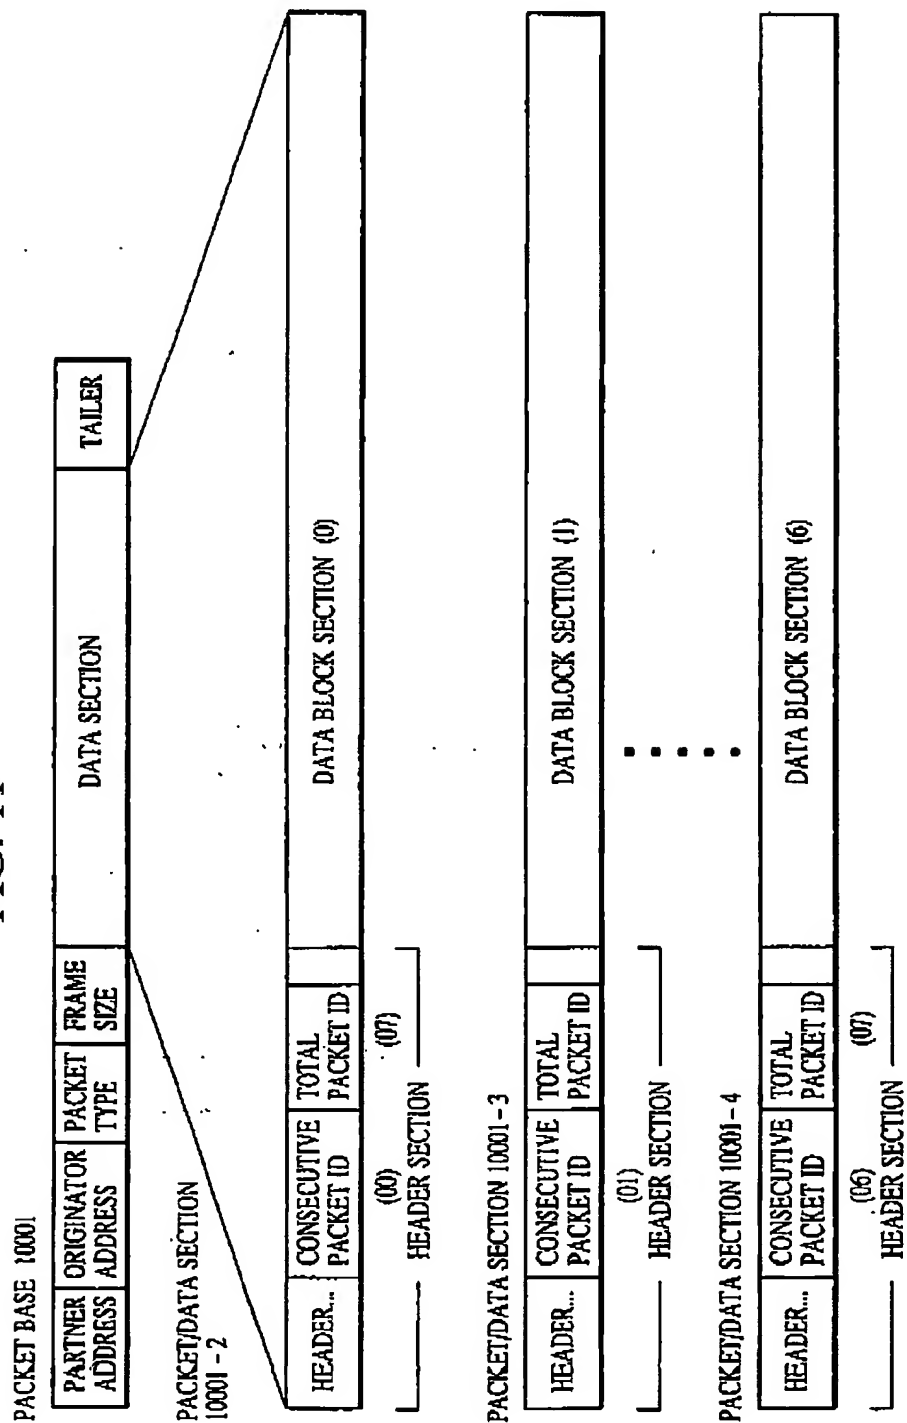 PACKET BASE 10001
PARTNER ADDRESS
ORIGINATOR ADDRESS
PACKET TYPE
FRAME SIZE
DATA SECTION
TAILER
PACKET/DATA SECTION
10001-2
HEADER...
CONSECUTIVE PACKET ID
TOTAL PACKET ID
DATA BLOCK SECTION (0)
(00)
(07)
HEADER SECTION
PACKET/DATA SECTION 10001-3
HEADER...
CONSECUTIVE PACKET ID
TOTAL PACKET ID
DATA BLOCK SECTION (1)
(01)
HEADER SECTION
PACKET/DATA SECTION 10001-4
HEADER...
CONSECUTIVE PACKET ID
TOTAL PACKET ID
DATA BLOCK SECTION (6)
(06)
(07)
HEADER SECTION